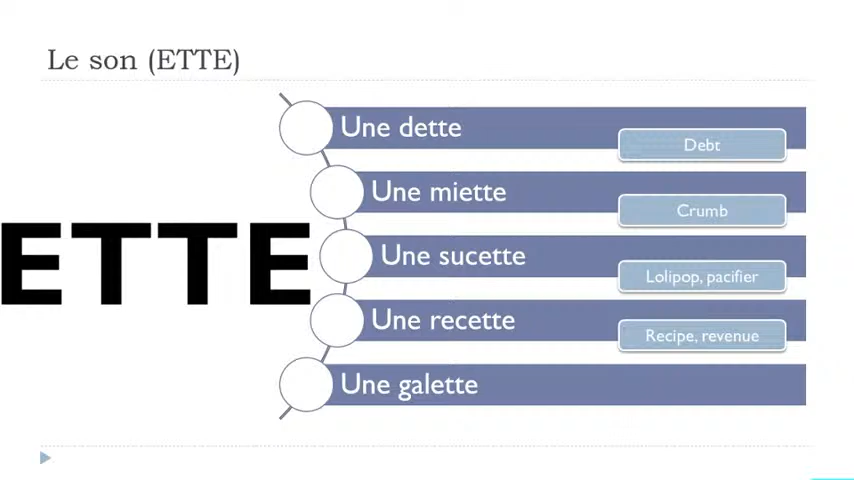 Le son (ETTE)
ETTE
Une dette
Debt
Une miette
Crumb
Une sucette
Lolipop, pacifier
Une recette
Recipe, revenue
Une galette